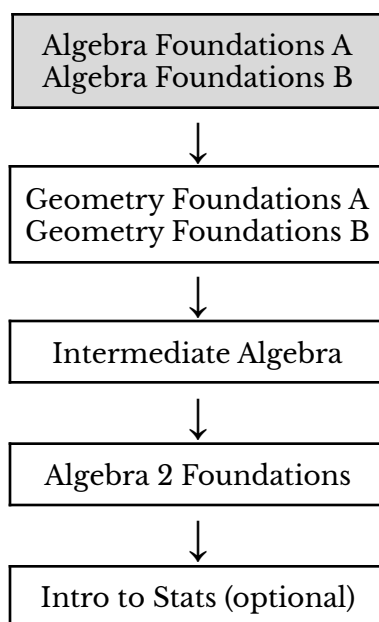 Algebra Foundations A
Algebra Foundations B
Geometry Foundations A
Geometry Foundations B
Intermediate Algebra
Algebra 2 Foundations
Intro to Stats (optional)